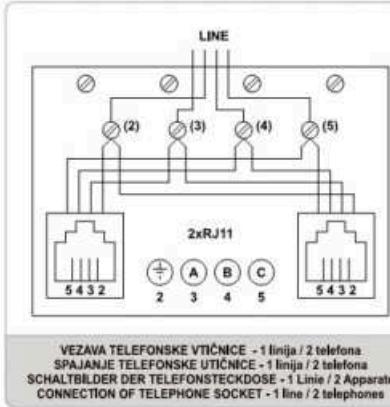 LINE
(2) (3) (4) (5)
2xRJ11
5 4 3 2
A B C
2 3 4 5
5 4 3 2
VEZAVA TELEFONSKE VTIČNICE - 1 linija / 2 telefona
SPAJANJE TELEFONSKE UTIČNICE - 1 linija / 2 telefona
SCHALTBILDER DER TELEFONSTECKDOSE - 1 Linie / 2 Apparate
CONNECTION OF TELEPHONE SOCKET - 1 line / 2 telephones